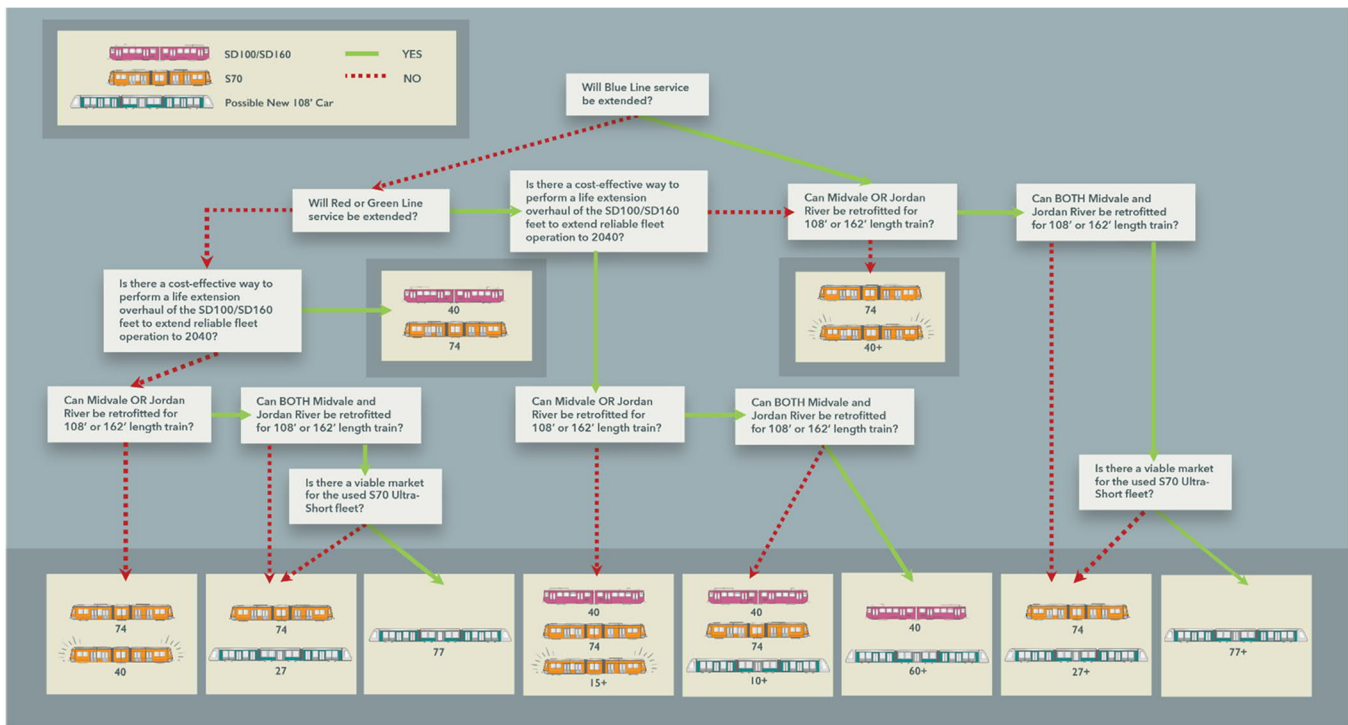 SD100/SD160
YES
S70
NO
Possible New 108' Car
Will Blue Line service
be extended?
Will Red or Green Line
service be extended?
Is there a cost-effective way to
perform a life extension
overhaul of the SD100/SD160
feet to extend reliable fleet
operation to 2040?
Can Midvale OR Jordan
River be retrofitted for
108' or 162' length train?
Can BOTH Midvale and
Jordan River be retrofitted
for 108' or 162' length train?
Is there a cost-effective way to
perform a life extension
overhaul of the SD100/SD160
feet to extend reliable fleet
operation to 2040?
40
74
74
40+
Can Midvale OR Jordan
River be retrofitted for
108' or 162' length train?
Can BOTH Midvale and
Jordan River be retrofitted
for 108' or 162' length train?
Can Midvale OR Jordan
River be retrofitted for
108' or 162' length train?
Can BOTH Midvale and
Jordan River be retrofitted
for 108' or 162' length train?
Is there a viable market
for the used S70 Ultra-
Short fleet?
Is there a viable market
for the used S70 Ultra-
Short fleet?
74
40
74
27
77
40
74
15+
40
74
10+
40
60+
74
27+
77+